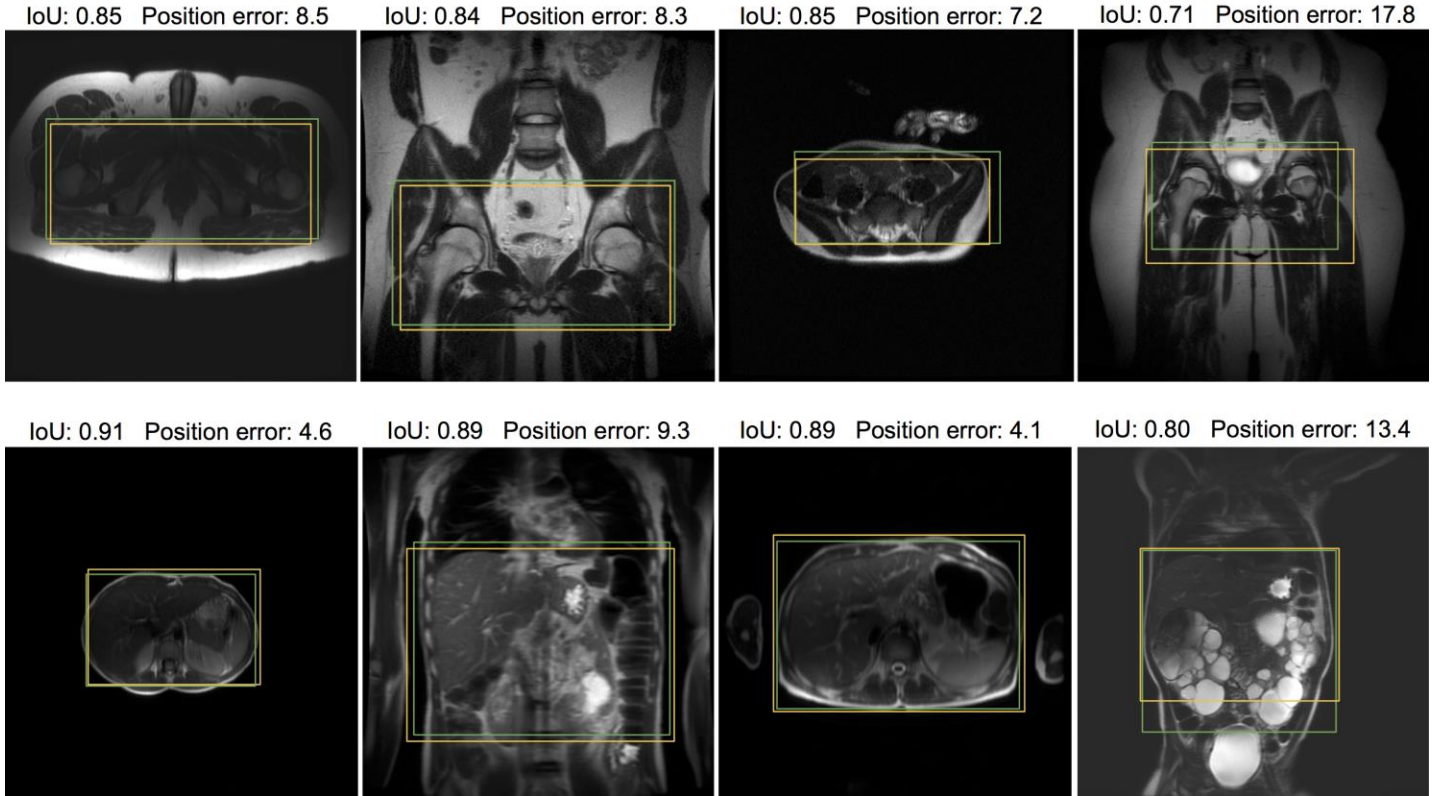 IoU: 0.85 Position error: 8.5
IoU: 0.84 Position error: 8.3
IoU: 0.85 Position error: 7.2
IoU: 0.71 Position error: 17.8
IoU: 0.91 Position error: 4.6
IoU: 0.89 Position error: 9.3
IoU: 0.89 Position error: 4.1
IoU: 0.80 Position error: 13.4